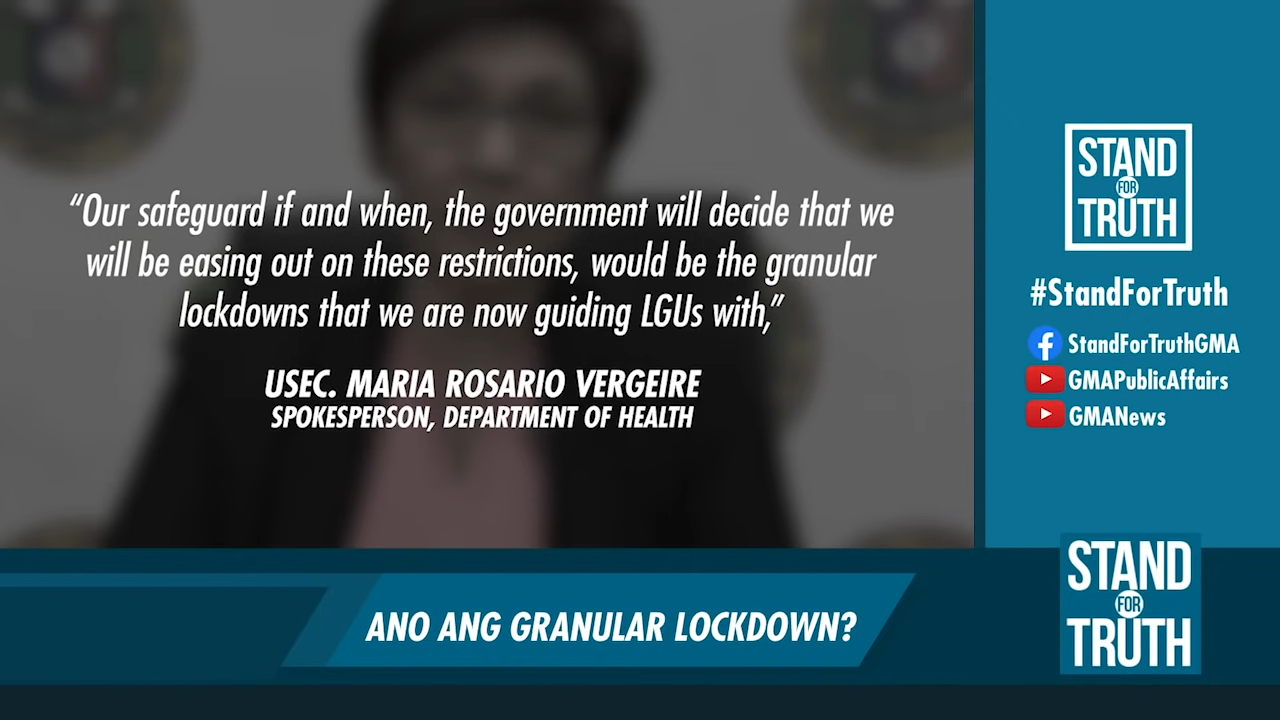 “Our safeguard if and when, the government will decide that we
will be easing out on these restrictions, would be the granular
lockdowns that we are now guiding LGUs with,”
USEC. MARIA ROSARIO VERGEIRE
SPOKESPERSON, DEPARTMENT OF HEALTH
STAND
FOR
TRUTH
#StandForTruth
StandForTruthGMA
GMAPublicAffairs
GMANews
ANO ANG GRANULAR LOCKDOWN?
STAND
FOR
TRUTH